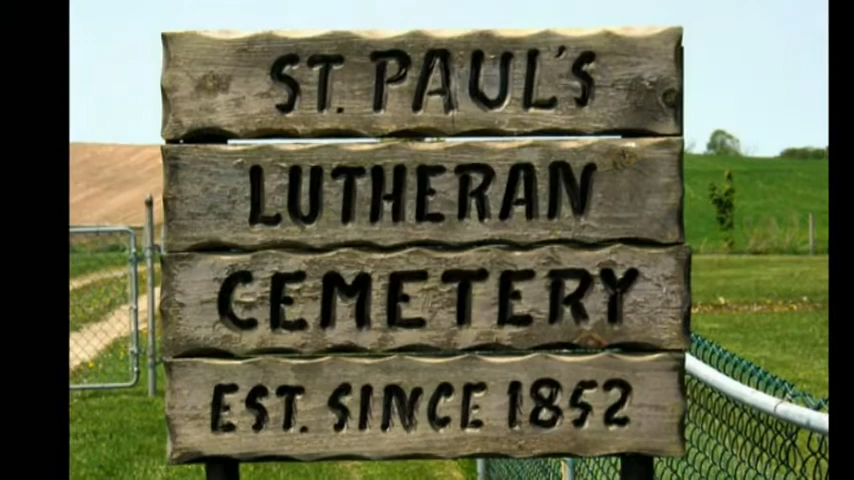 ST. PAUL'S
LUTHERAN
CEMETERY
EST. SINCE 1852